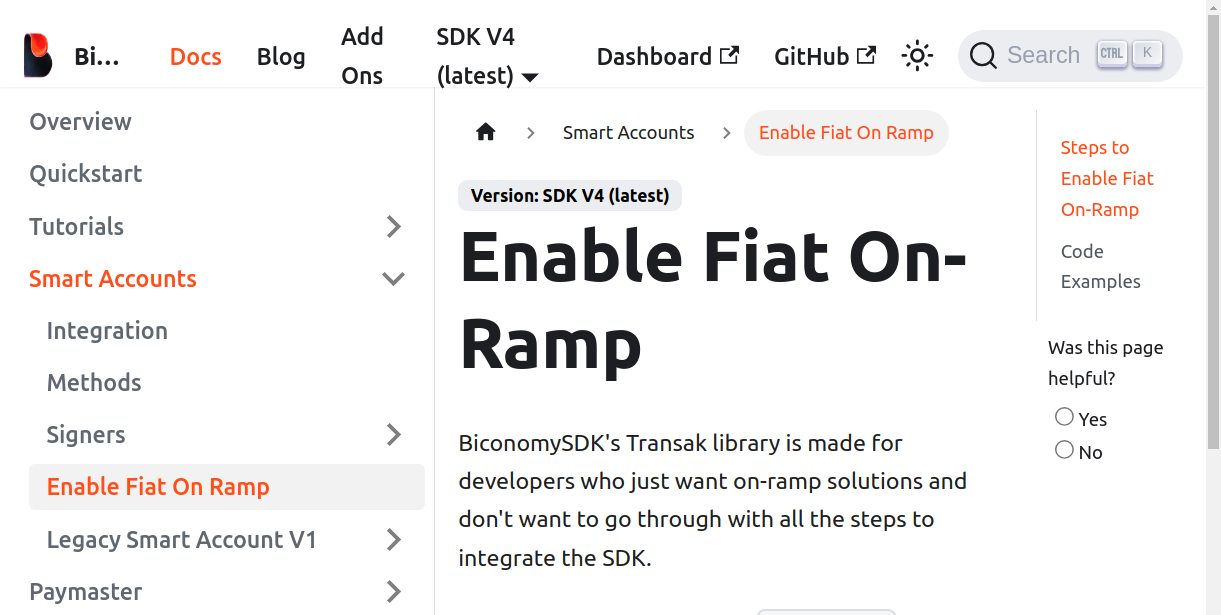 Bi...
Docs
Blog
Add
Ons
SDK V4
(latest)
Dashboard
GitHub
Search
CTRL
K
Overview
Quickstart
Tutorials
Smart Accounts
Integration
Methods
Signers
Enable Fiat On Ramp
Legacy Smart Account V1
Paymaster
Smart Accounts
Enable Fiat On Ramp
Version: SDK V4 (latest)
Enable Fiat On-
Ramp
BiconomySDK's Transak library is made for
developers who just want on-ramp solutions and
don't want to go through with all the steps to
integrate the SDK.
Steps to
Enable Fiat
On-Ramp
Code
Examples
Was this page
helpful?
Yes
No